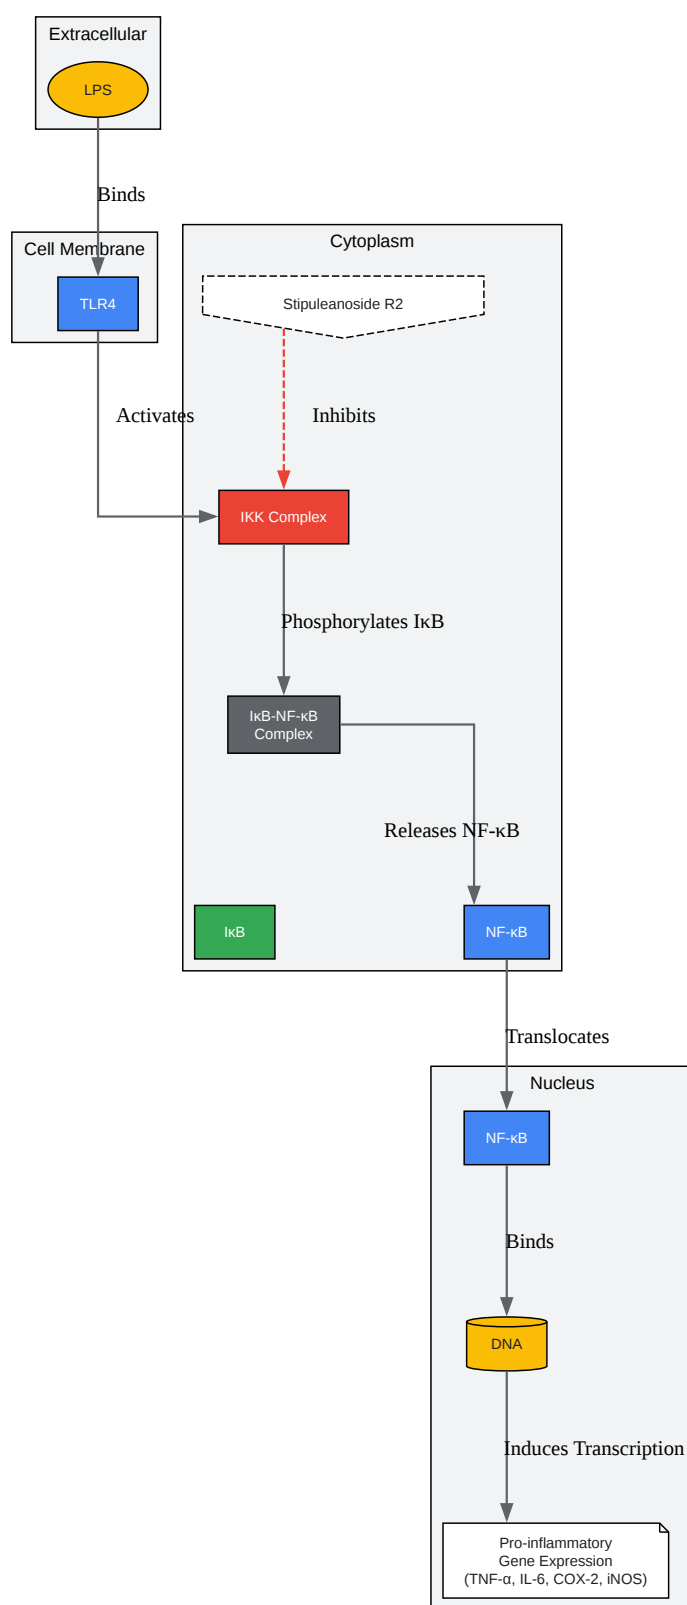 Extracellular
LPS
Binds
Cell Membrane
TLR4
Cytoplasm
Stipuleanoside R2
Activates
Inhibits
IKK Complex
Phosphorylates IκB
IκB-NF-κB
Complex
Releases NF-κB
IκB
NF-κB
Translocates
Nucleus
NF-κB
Binds
DNA
Induces Transcription
Pro-inflammatory
Gene Expression
(TNF-α, IL-6, COX-2, iNOS)